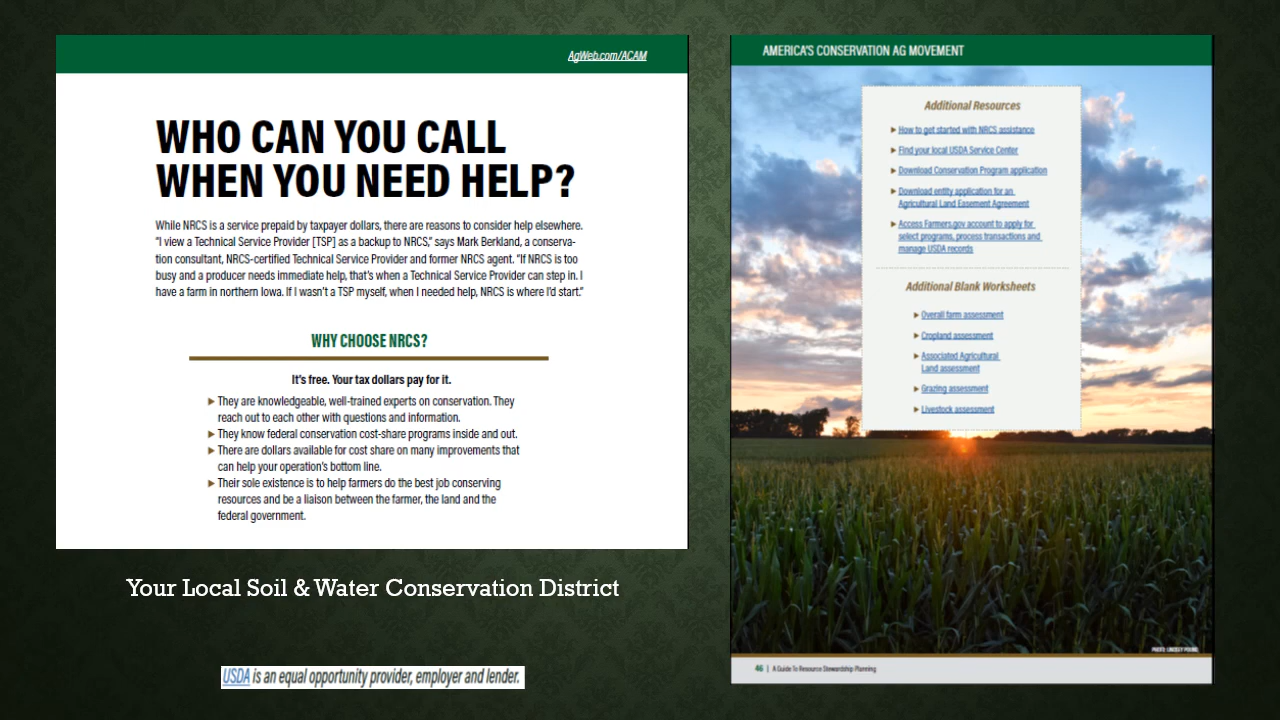 AgWeb.com/ACAM
WHO CAN YOU CALL
WHEN YOU NEED HELP?
While NRCS is a service prepaid by taxpayer dollars, there are reasons to consider help elsewhere.
"I view a Technical Service Provider [TSP] as a backup to NRCS," says Mark Berkland, a conserva-
tion consultant, NRCS-certified Technical Service Provider and former NRCS agent. "If NRCS is too
busy and a producer needs immediate help, that's when a Technical Service Provider can step in. I
have a farm in northern Iowa. If I wasn't a TSP myself, when I needed help, NRCS is where I'd start."
WHY CHOOSE NRCS?
It's free. Your tax dollars pay for it.
▶ They are knowledgeable, well-trained experts on conservation. They
reach out to each other with questions and information.
▶ They know federal conservation cost-share programs inside and out.
▶ There are dollars available for cost share on many improvements that
can help your operation's bottom line.
▶ Their sole existence is to help farmers do the best job conserving
resources and be a liaison between the farmer, the land and the
federal government.
Your Local Soil & Water Conservation District
USDA is an equal opportunity provider, employer and lender.
AMERICA'S CONSERVATION AG MOVEMENT
Additional Resources
▶ How to get started with NRCS assistance
▶ Find your local USDA Service Center
▶ Download Conservation Program application
▶ Download entity application for an
Agricultural Land Easement Agreement
▶ Access Farmers.gov account to apply for
select programs, process transactions and
manage USDA records
Additional Blank Worksheets
▶ Overall farm assessment
▶ Cropland assessment
▶ Associated Agricultural
Land assessment
▶ Grazing assessment
▶ Livestock assessment
PHOTO: LINDSEY POUND
46 | A Guide To Resource Stewardship Planning